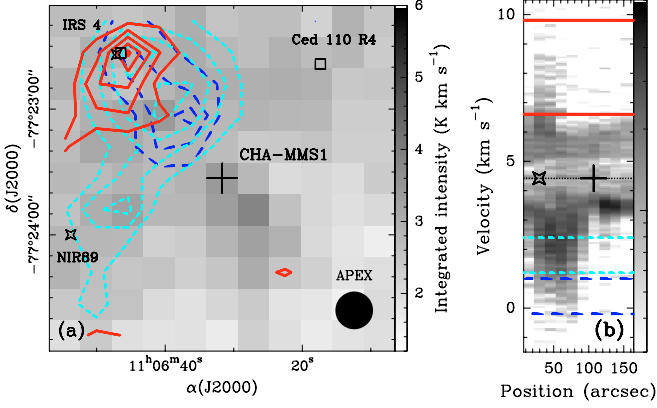 IRS 4
Ced 110 R4
CHA-MMS1
NIR89
APEX
(a)
−77°23′00″
−77°24′00″
δ(J2000)
11ʰ06ᵐ40ˢ
20ˢ
α(J2000)
6
5
4
3
2
Integrated intensity (K km s⁻¹)
10
5
0
Velocity (km s⁻¹)
(b)
50
100
150
Position (arcsec)